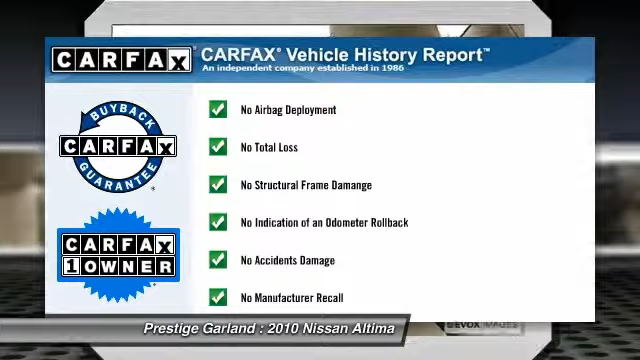 CARFAX CARFAX® Vehicle History Report™
An independent company established in 1986
BUYBACK
CARFAX
GUARANTEE
CARFAX
1 OWNER
No Airbag Deployment
No Total Loss
No Structural Frame Damange
No Indication of an Odometer Rollback
No Accidents Damage
No Manufacturer Recall
Prestige Garland : 2010 Nissan Altima
EVOX IMAGES